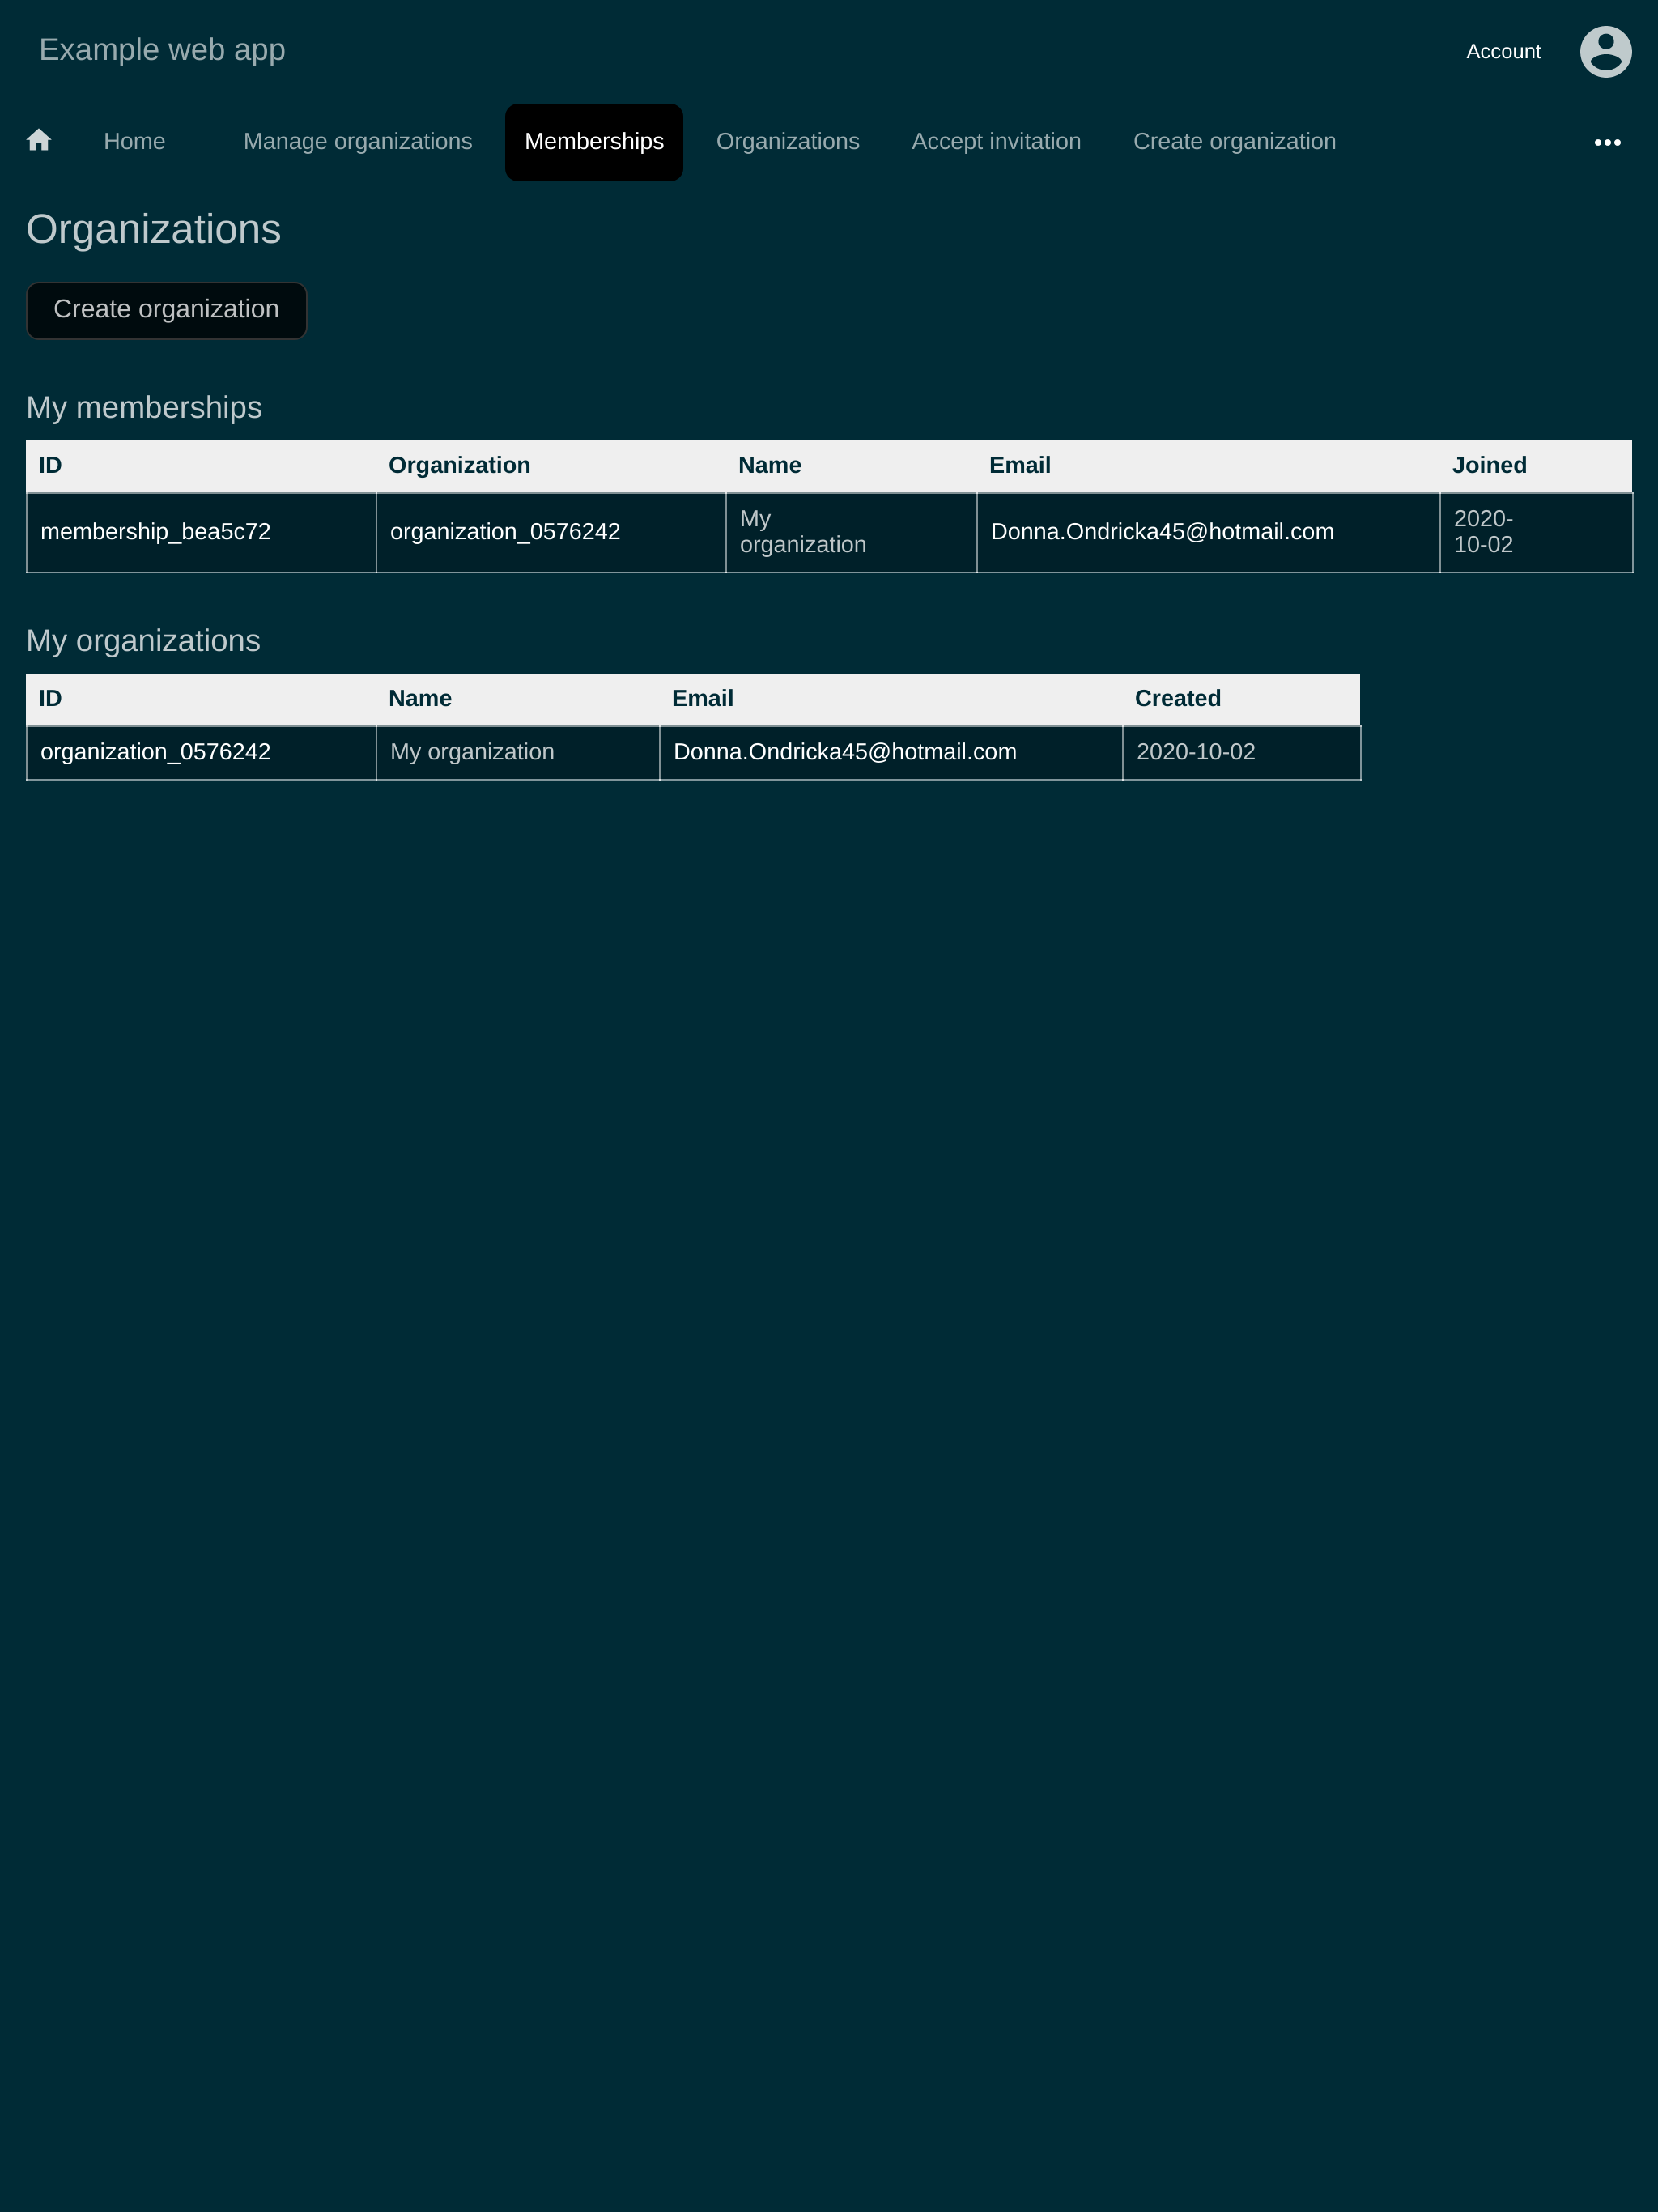 Example web app
Account
Home Manage organizations Memberships Organizations Accept invitation Create organization
Organizations
Create organization
My memberships
ID Organization Name Email Joined
membership_bea5c72 organization_0576242 My organization Donna.Ondricka45@hotmail.com 2020-10-02
My organizations
ID Name Email Created
organization_0576242 My organization Donna.Ondricka45@hotmail.com 2020-10-02